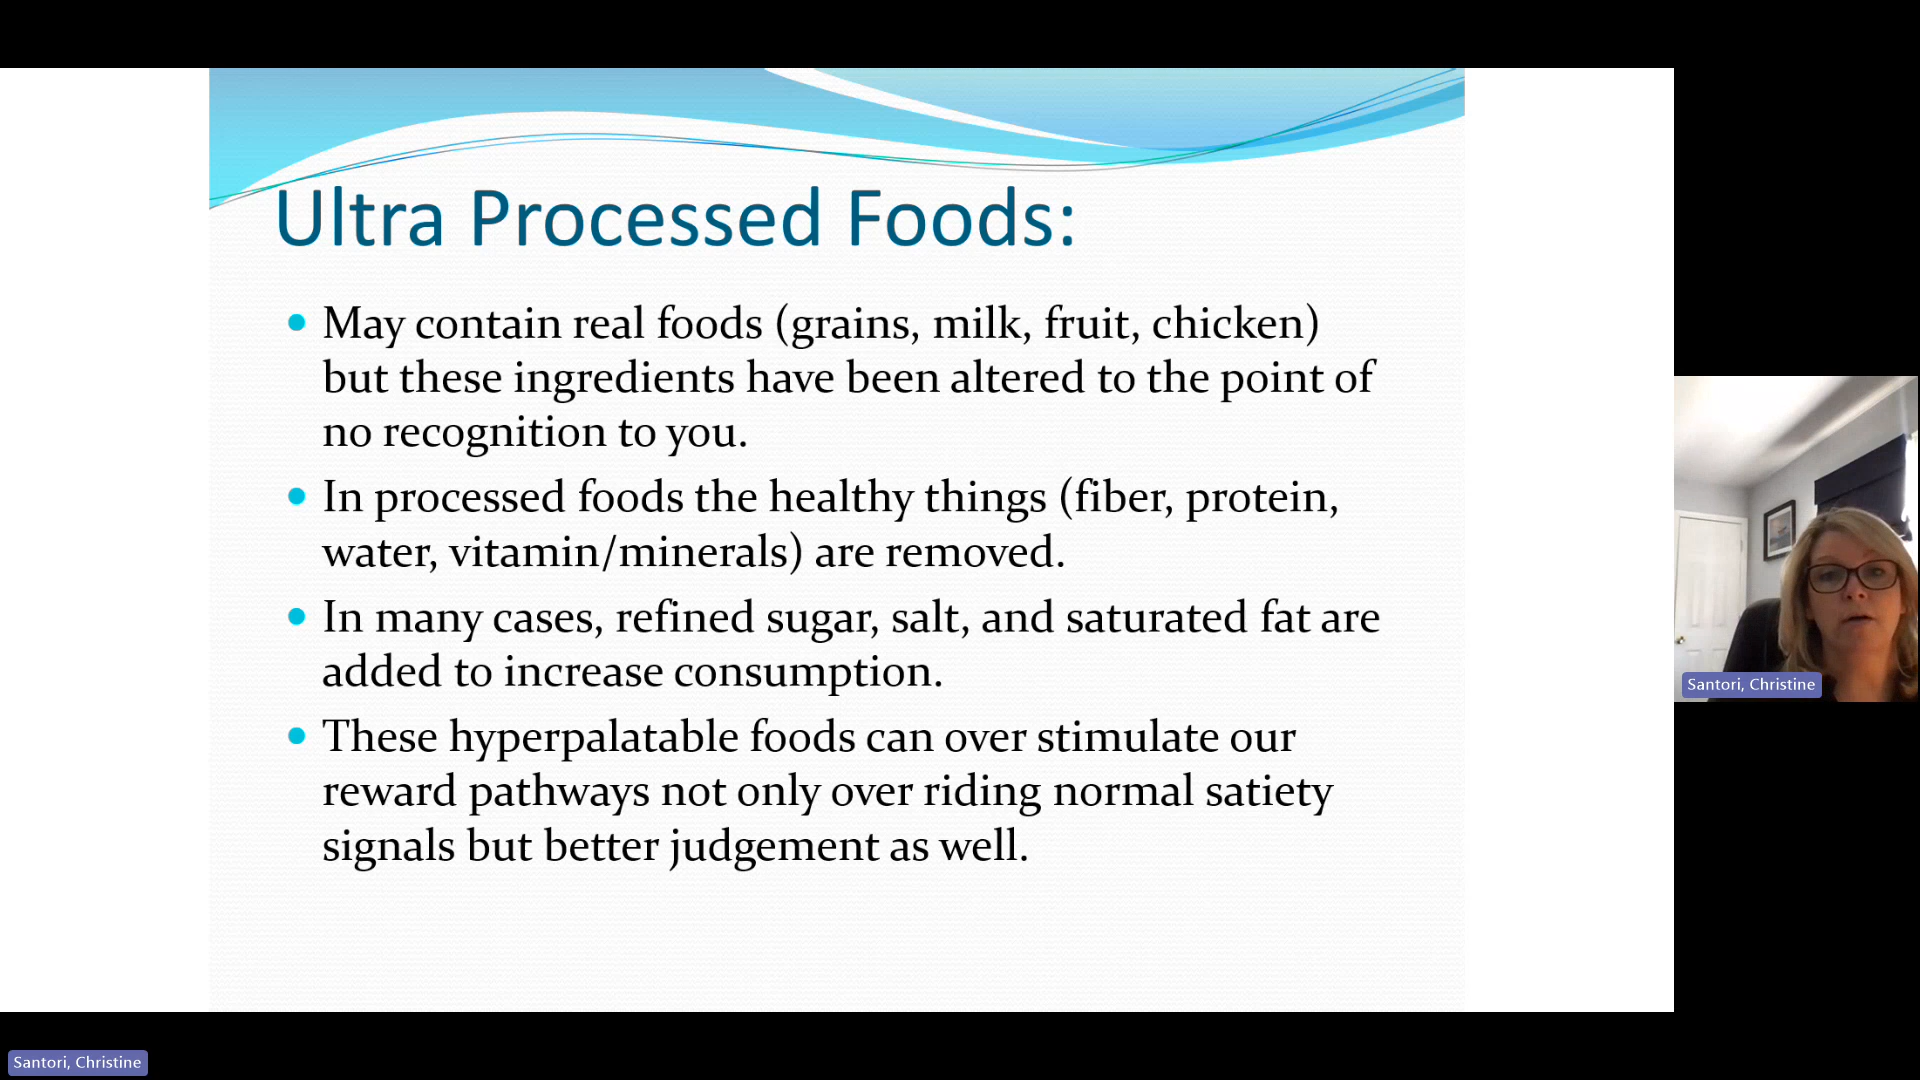 Ultra Processed Foods:
May contain real foods (grains, milk, fruit, chicken)
but these ingredients have been altered to the point of
no recognition to you.
In processed foods the healthy things (fiber, protein,
water, vitamin/minerals) are removed.
In many cases, refined sugar, salt, and saturated fat are
added to increase consumption.
These hyperpalatable foods can over stimulate our
reward pathways not only over riding normal satiety
signals but better judgement as well.
Santori, Christine
Santori, Christine